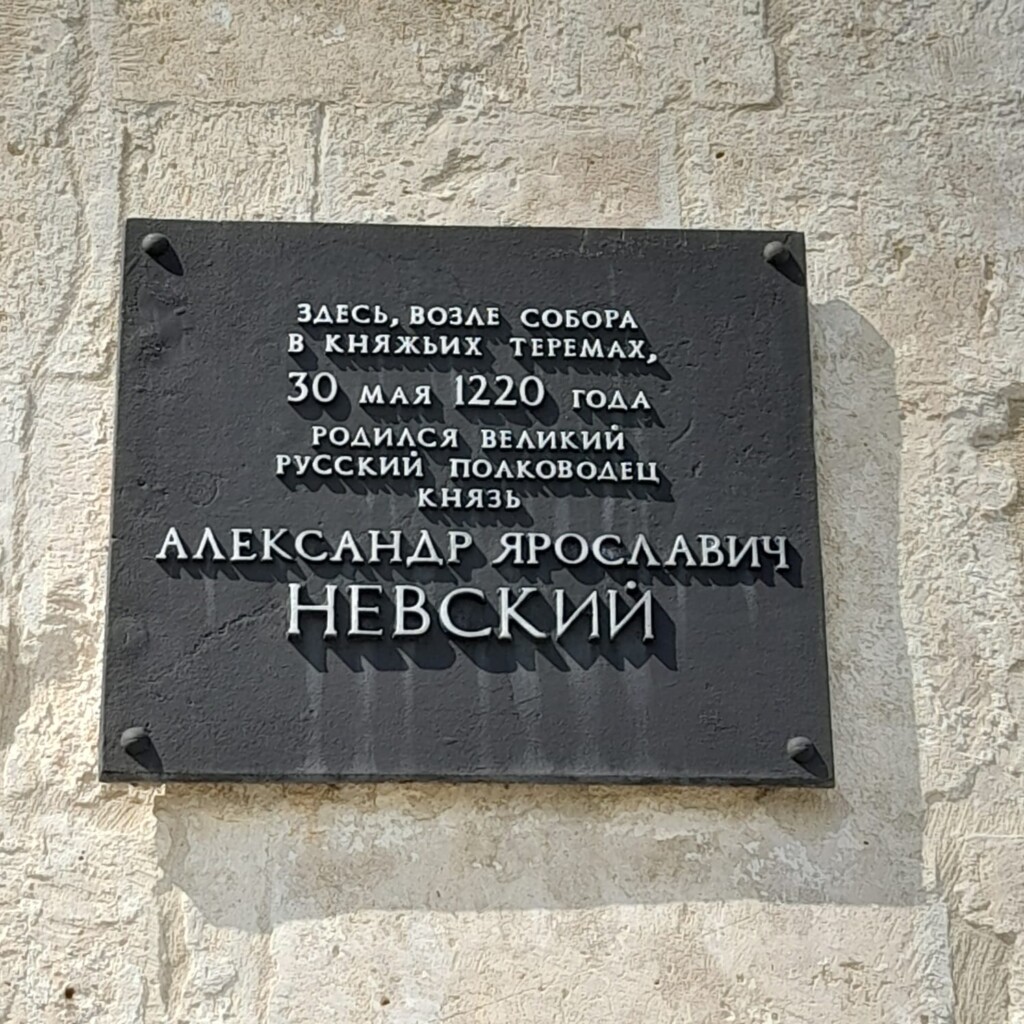 ЗДЕСЬ, ВОЗЛЕ СОБОРА
В КНЯЖЬИХ ТЕРЕМАХ,
30 МАЯ 1220 ГОДА
РОДИЛСЯ ВЕЛИКИЙ
РУССКИЙ ПОЛКОВОДЕЦ
КНЯЗЬ
АЛЕКСАНДР ЯРОСЛАВИЧ
НЕВСКИЙ